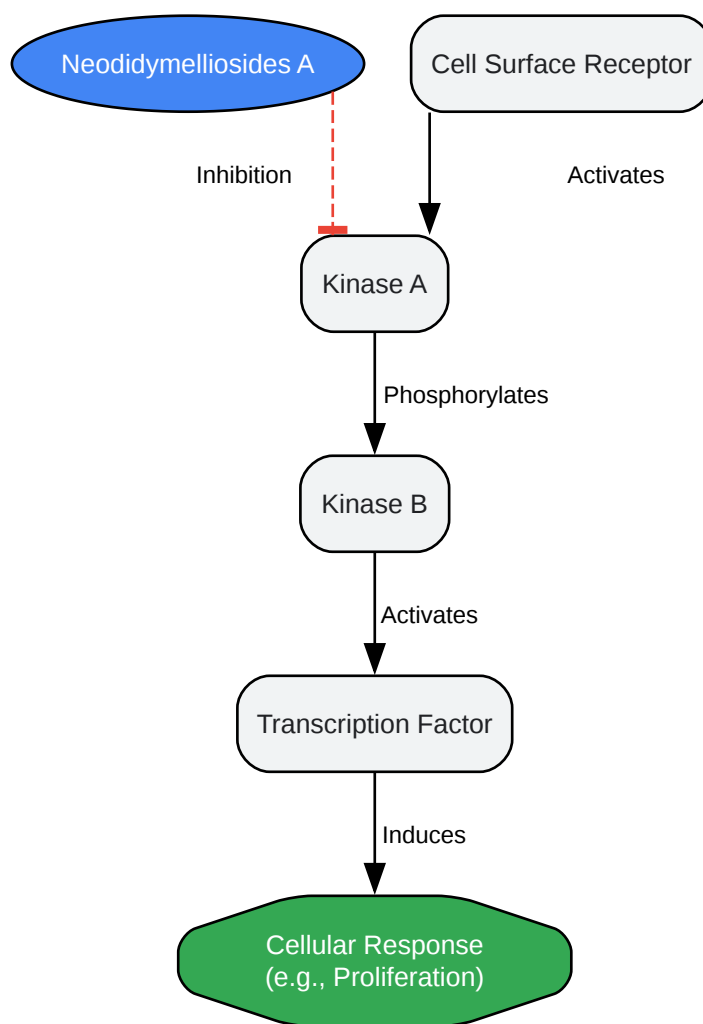 Neodidymelliosides A
Cell Surface Receptor
Inhibition
Activates
Kinase A
Phosphorylates
Kinase B
Activates
Transcription Factor
Induces
Cellular Response
(e.g., Proliferation)